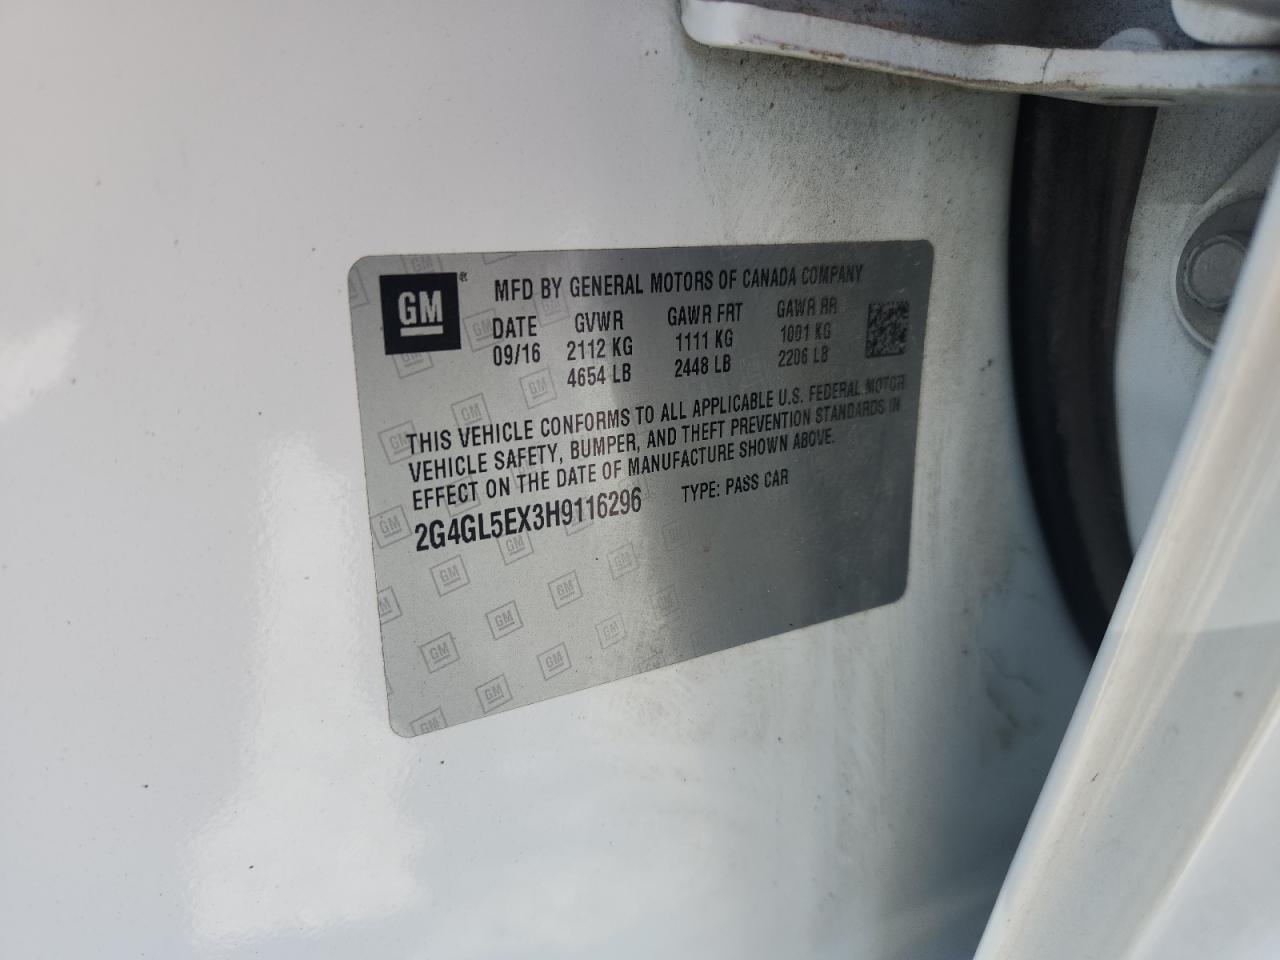 GM®
MFD BY GENERAL MOTORS OF CANADA COMPANY
DATE GVWR GAWR FRT GAWR RR
09/16 2112 KG 1111 KG 1001 KG
4654 LB 2448 LB 2206 LB
THIS VEHICLE CONFORMS TO ALL APPLICABLE U.S. FEDERAL MOTOR
VEHICLE SAFETY, BUMPER, AND THEFT PREVENTION STANDARDS IN
EFFECT ON THE DATE OF MANUFACTURE SHOWN ABOVE.
2G4GL5EX3H9116296 TYPE: PASS CAR